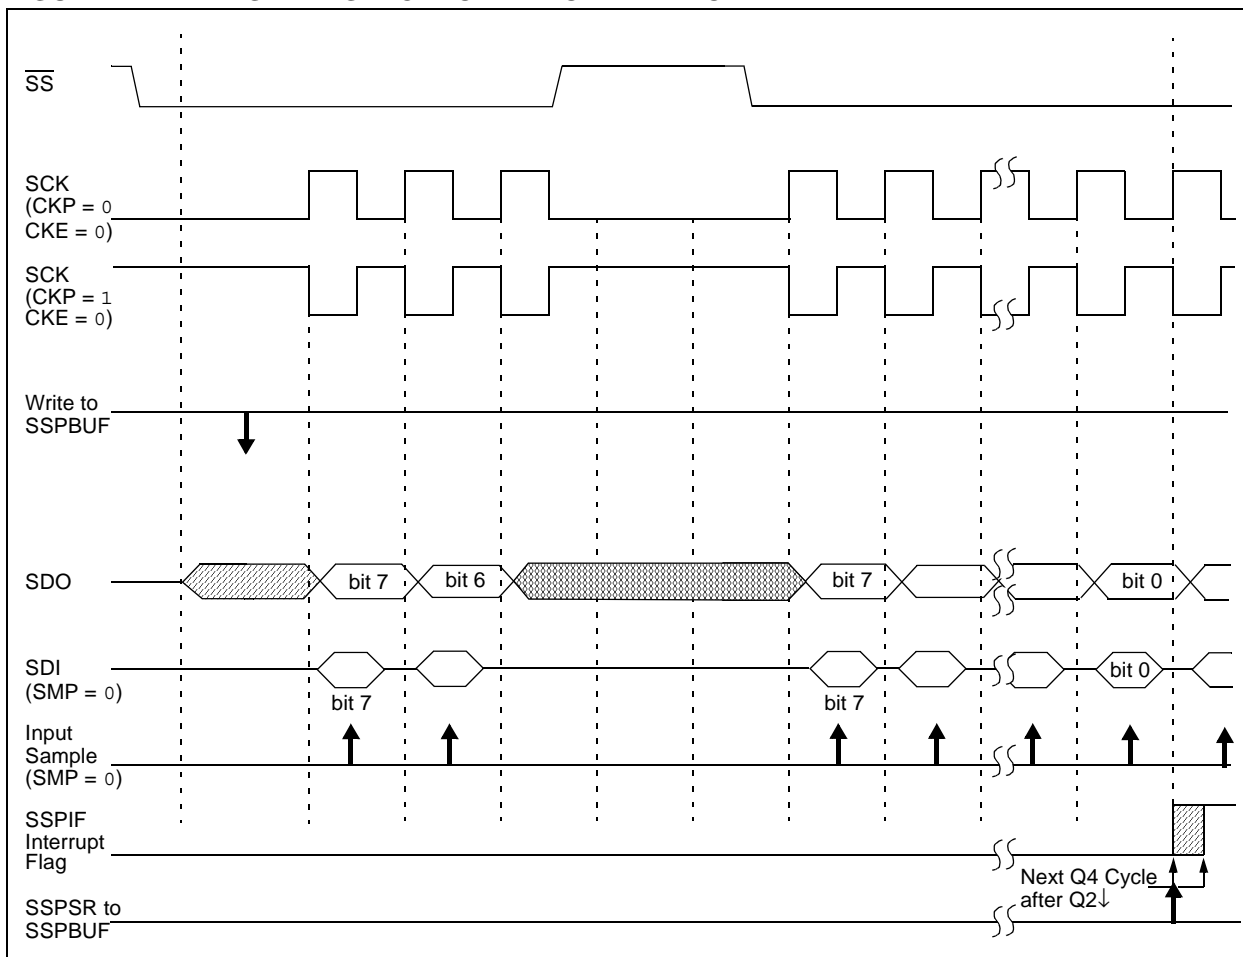 SS
SCK
(CKP = 0
CKE = 0)
SCK
(CKP = 1
CKE = 0)
Write to
SSPBUF
SDO
bit 7
bit 6
bit 7
bit 0
SDI
(SMP = 0)
bit 7
bit 7
bit 0
Input
Sample
(SMP = 0)
SSPIF
Interrupt
Flag
Next Q4 Cycle
after Q2↓
SSPSR to
SSPBUF